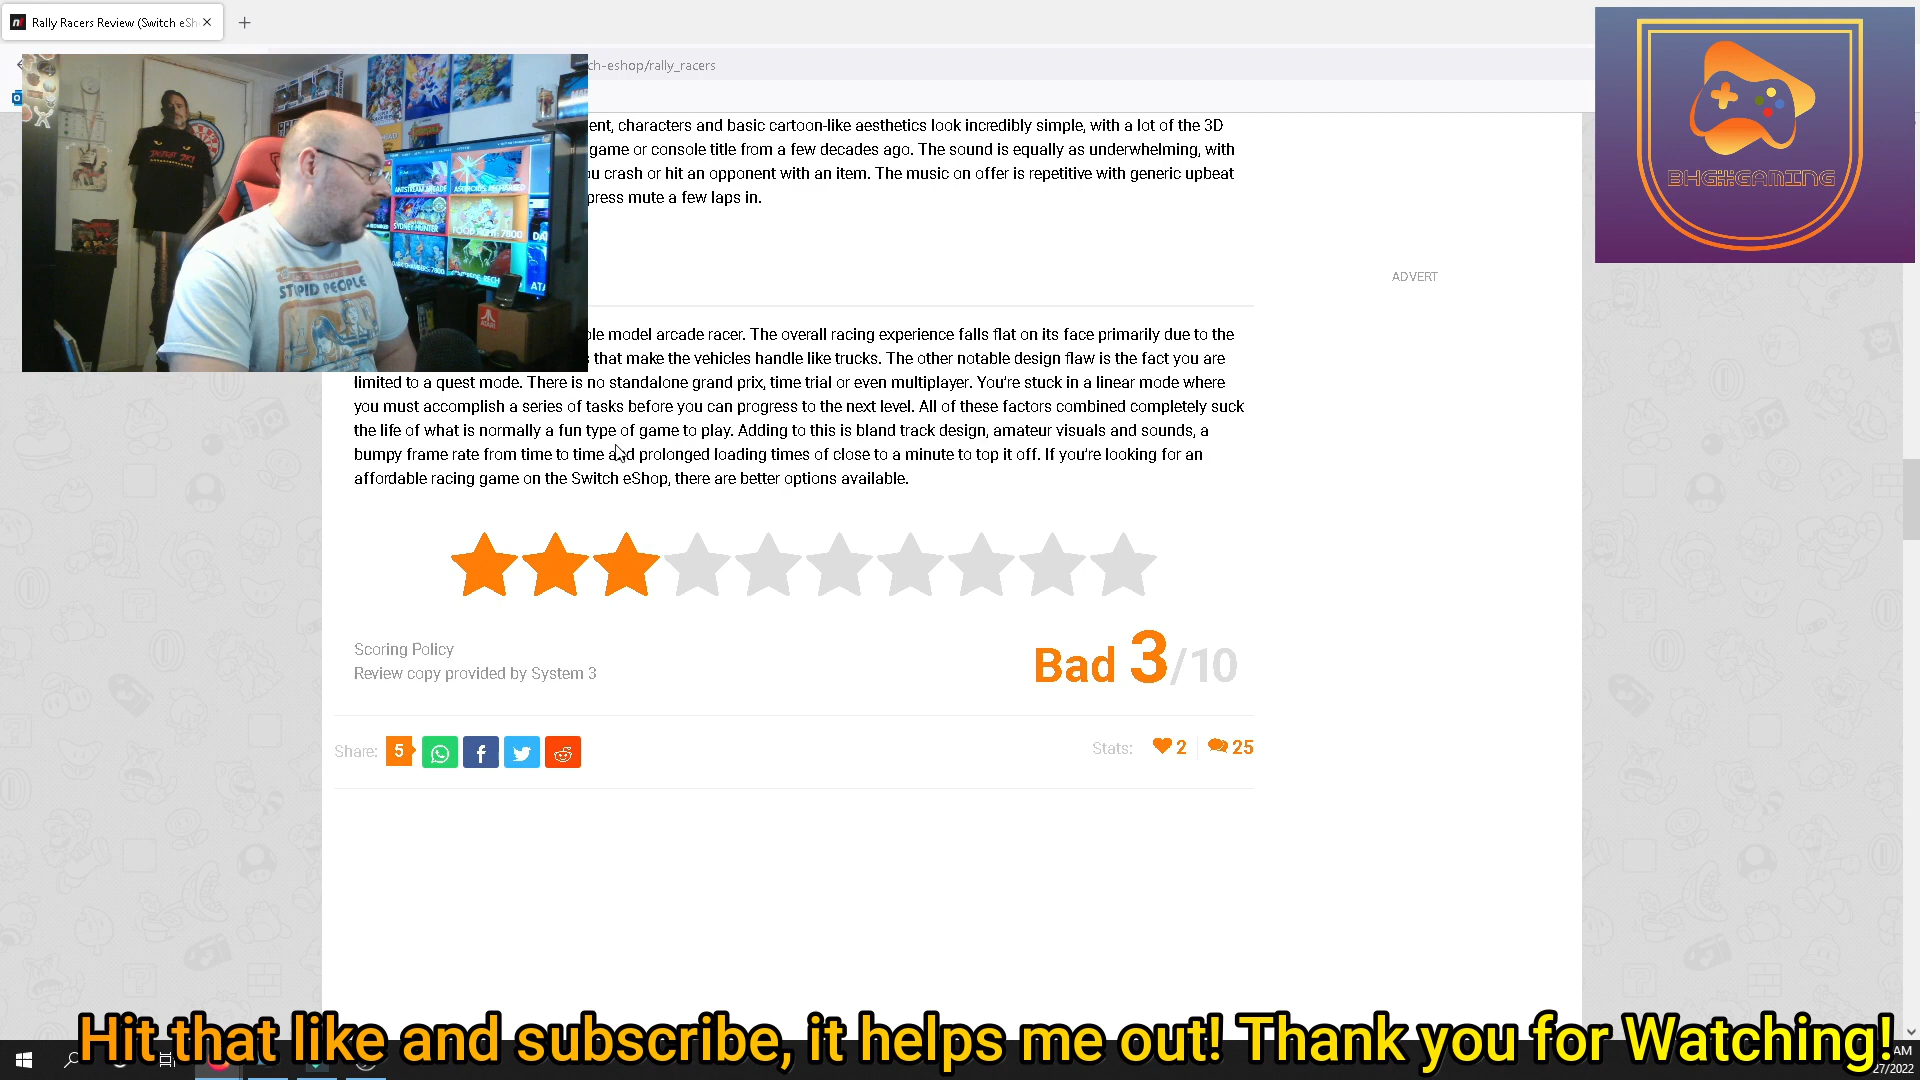 Rally Racers Review (Switch eSh
ch-eshop/rally_racers
BHGXGAMING
STUPID PEOPLE
ANTSTREAM ARCADE
SYDNEY HUNTER
ATARI
ent, characters and basic cartoon-like aesthetics look incredibly simple, with a lot of the 3D
game or console title from a few decades ago. The sound is equally as underwhelming, with
u crash or hit an opponent with an item. The music on offer is repetitive with generic upbeat
press mute a few laps in.
ADVERT
le model arcade racer. The overall racing experience falls flat on its face primarily due to the
that make the vehicles handle like trucks. The other notable design flaw is the fact you are
limited to a quest mode. There is no standalone grand prix, time trial or even multiplayer. You're stuck in a linear mode where
you must accomplish a series of tasks before you can progress to the next level. All of these factors combined completely suck
the life of what is normally a fun type of game to play. Adding to this is bland track design, amateur visuals and sounds, a
bumpy frame rate from time to time and prolonged loading times of close to a minute to top it off. If you're looking for an
affordable racing game on the Switch eShop, there are better options available.
Scoring Policy
Review copy provided by System 3
Bad 3/10
Share: 5
Stats: 2 25
Hit that like and subscribe, it helps me out! Thank you for Watching!
AM
27/2022